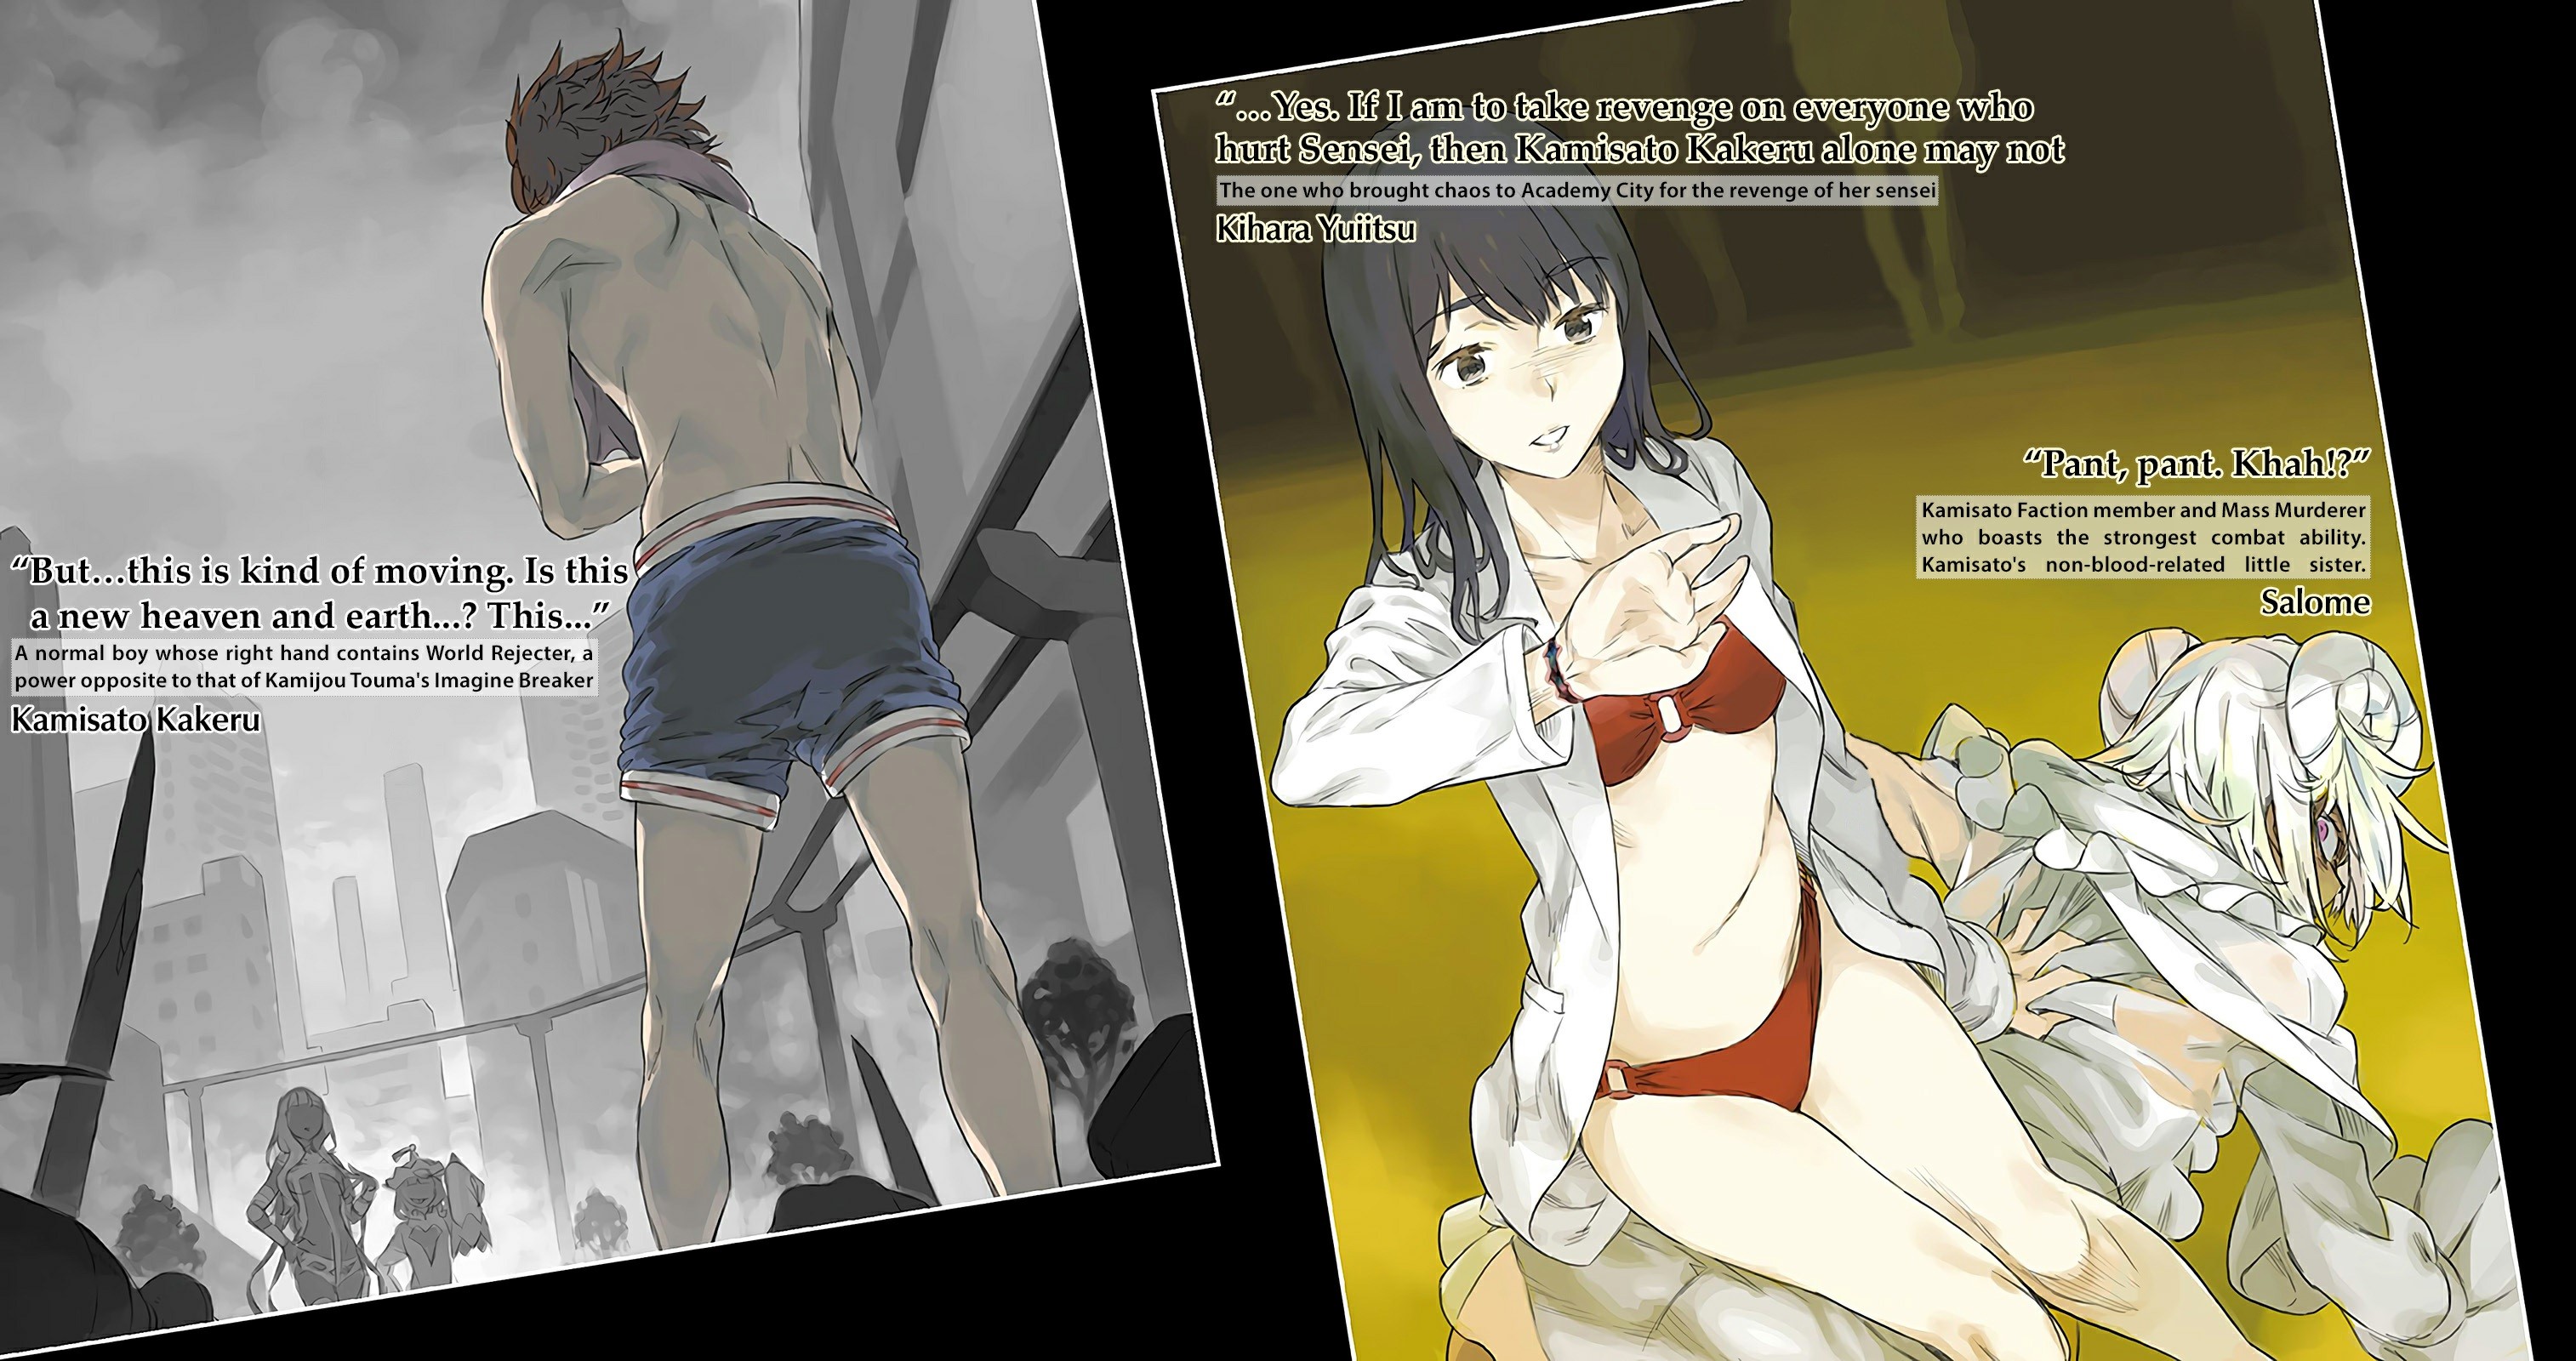 “But…this is kind of moving. Is this
a new heaven and earth...? This...”
A normal boy whose right hand contains World Rejecter, a
power opposite to that of Kamijou Touma's Imagine Breaker
Kamisato Kakeru
“…Yes. If I am to take revenge on everyone who
hurt Sensei, then Kamisato Kakeru alone may not
The one who brought chaos to Academy City for the revenge of her sensei
Kihara Yuiitsu
“Pant, pant. Khah!?”
Kamisato Faction member and Mass Murderer
who boasts the strongest combat ability.
Kamisato's non-blood-related little sister.
Salome